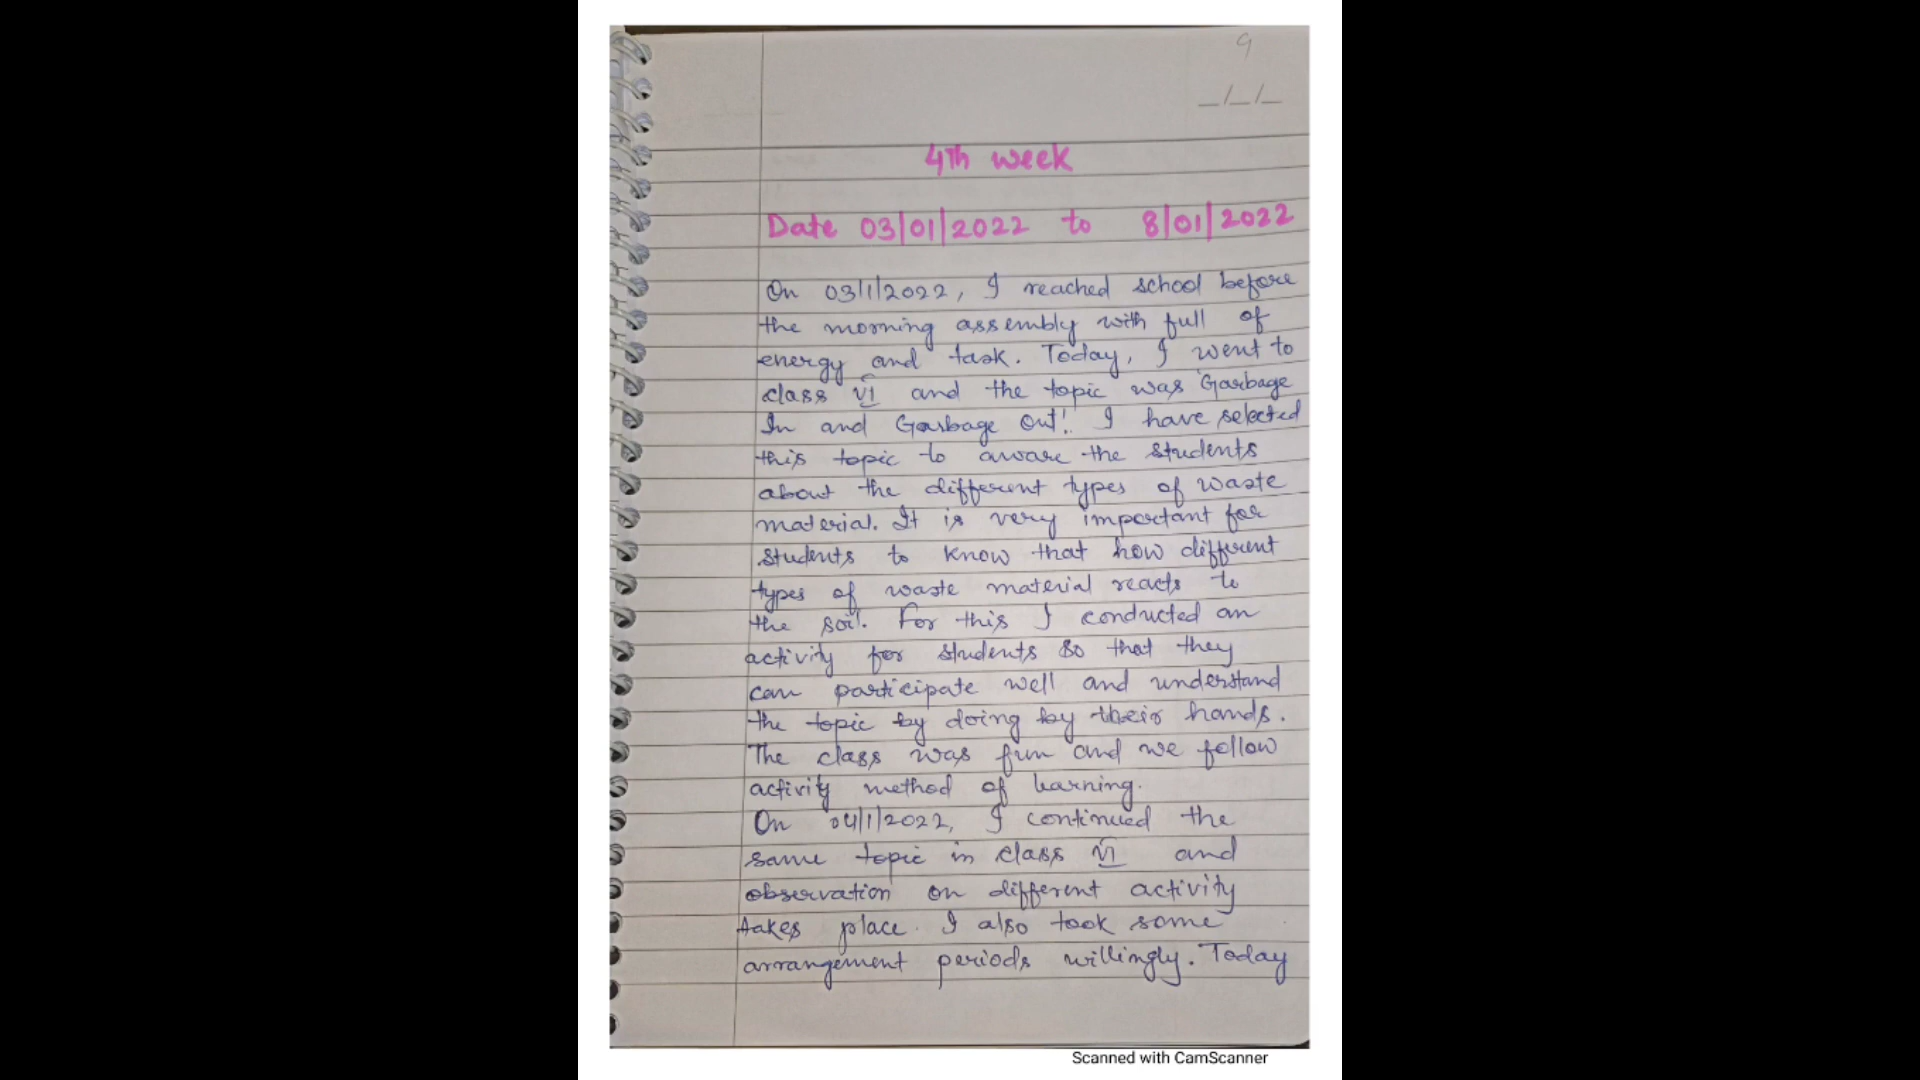 9
_/_/_
4th week
Date 03/01/2022 to 8/01/2022
On 03/1/2022, I reached school before
the morning assembly with full of
energy and task. Today, I went to
class VI and the topic was Garbage
In and Garbage Out! I have selected
this topic to aware the students
about the different types of waste
material. It is very important for
students to know that how different
types of waste material reacts to
the soil. For this I conducted an
activity for students so that they
can participate well and understand
the topic by doing by their hands.
The class was fun and we follow
activity method of learning.
On 04/1/2022, I continued the
same topic in class VI and
observation on different activity
takes place. I also took some
arrangement periods willingly. Today
Scanned with CamScanner